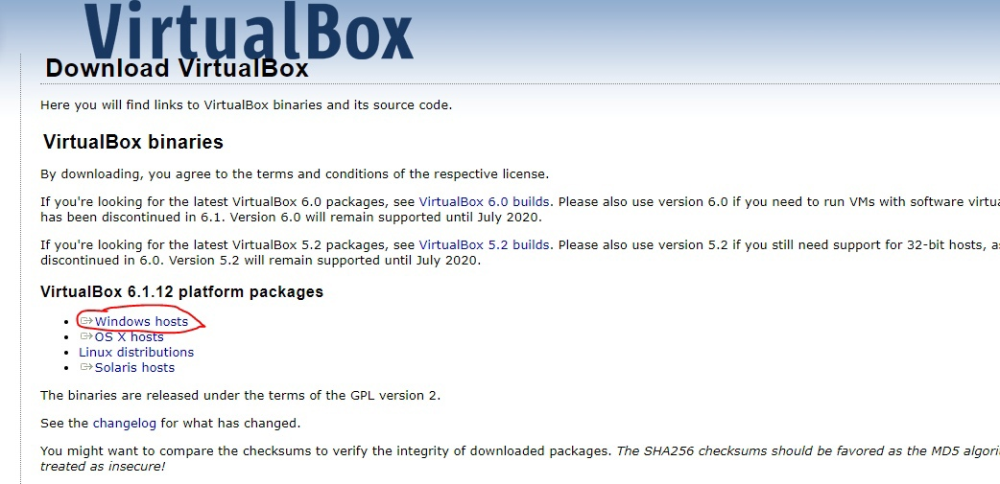 VirtualBox
Download VirtualBox
Here you will find links to VirtualBox binaries and its source code.
VirtualBox binaries
By downloading, you agree to the terms and conditions of the respective license.
If you're looking for the latest VirtualBox 6.0 packages, see VirtualBox 6.0 builds. Please also use version 6.0 if you need to run VMs with software
has been discontinued in 6.1. Version 6.0 will remain supported until July 2020.
If you're looking for the latest VirtualBox 5.2 packages, see VirtualBox 5.2 builds. Please also use version 5.2 if you still need support for 32-bit hosts,
discontinued in 6.0. Version 5.2 will remain supported until July 2020.
VirtualBox 6.1.12 platform packages
Windows hosts
OS X hosts
Linux distributions
Solaris hosts
The binaries are released under the terms of the GPL version 2.
See the changelog for what has changed.
You might want to compare the checksums to verify the integrity of downloaded packages. The SHA256 checksums should be favored as the MD5
treated as insecure!